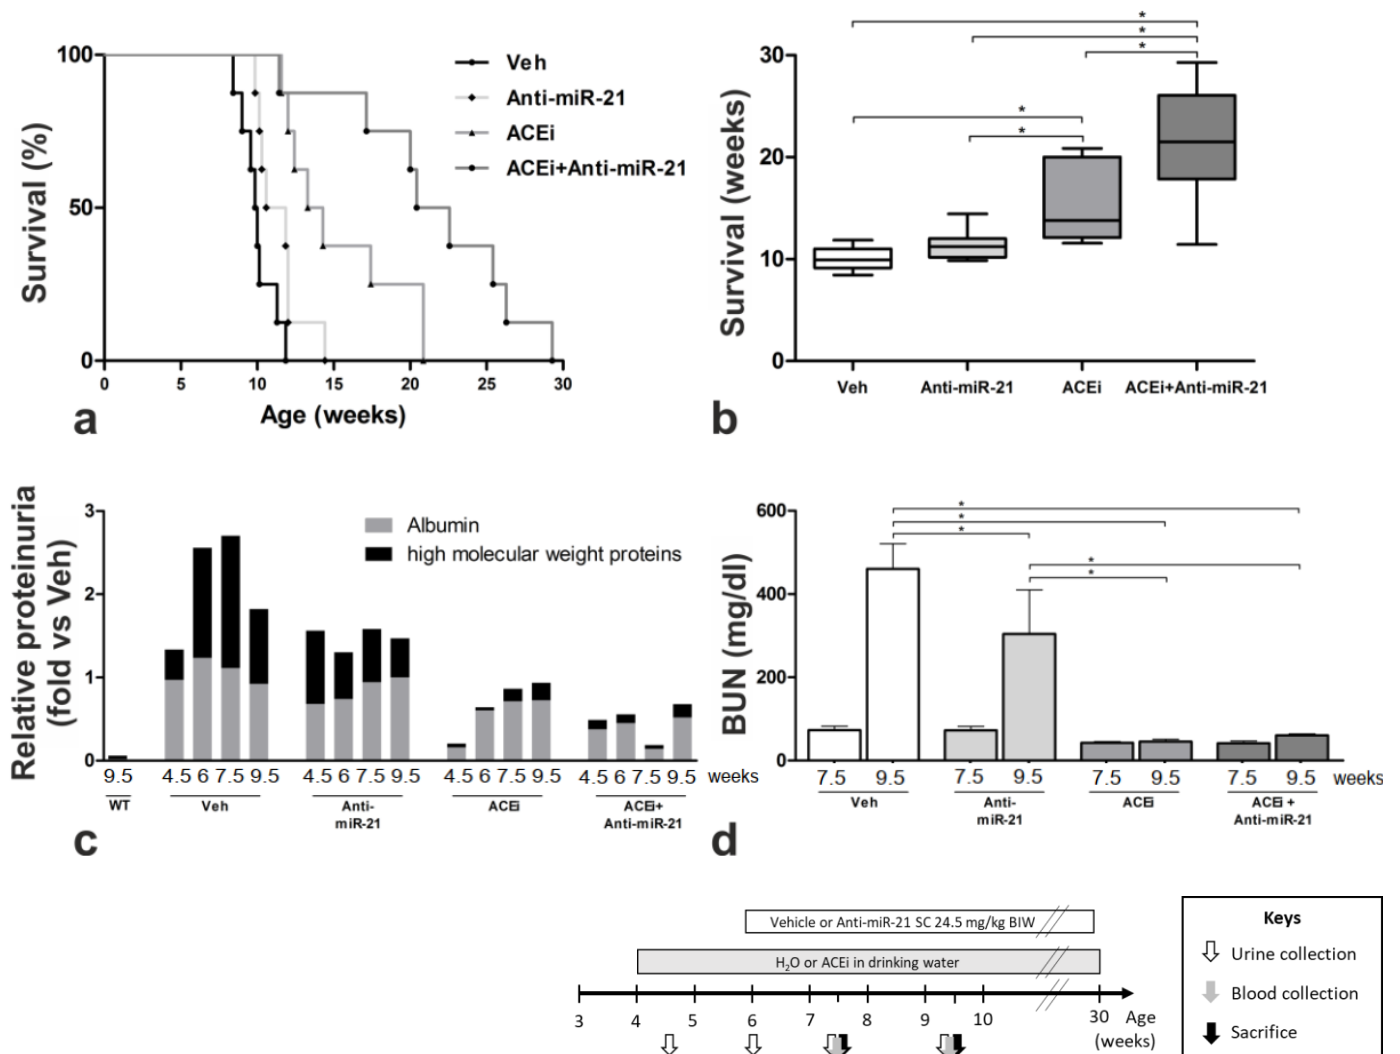 100
50
0
Survival (%)
0 5 10 15 20 25 30
Age (weeks)
Veh
Anti-miR-21
ACEi
ACEi+Anti-miR-21
a
* 
*
*
*
*
30
20
10
0
Survival (weeks)
Veh Anti-miR-21 ACEi ACEi+Anti-miR-21
b
Relative proteinuria
(fold vs Veh)
3
2
1
0
Albumin
high molecular weight proteins
9.5 4.5 6 7.5 9.5 4.5 6 7.5 9.5 4.5 6 7.5 9.5 4.5 6 7.5 9.5 weeks
WT Veh Anti- ACEi ACEi+
miR-21 Anti-miR-21
c
*
*
*
*
*
600
400
200
0
BUN (mg/dl)
7.5 9.5 7.5 9.5 7.5 9.5 7.5 9.5 weeks
Veh Anti- ACEi ACEi +
miR-21 Anti-miR-21
d
Vehicle or Anti-miR-21 SC 24.5 mg/kg BIW
H₂O or ACEi in drinking water
3 4 5 6 7 8 9 10 30 Age
(weeks)
Keys
Urine collection
Blood collection
Sacrifice